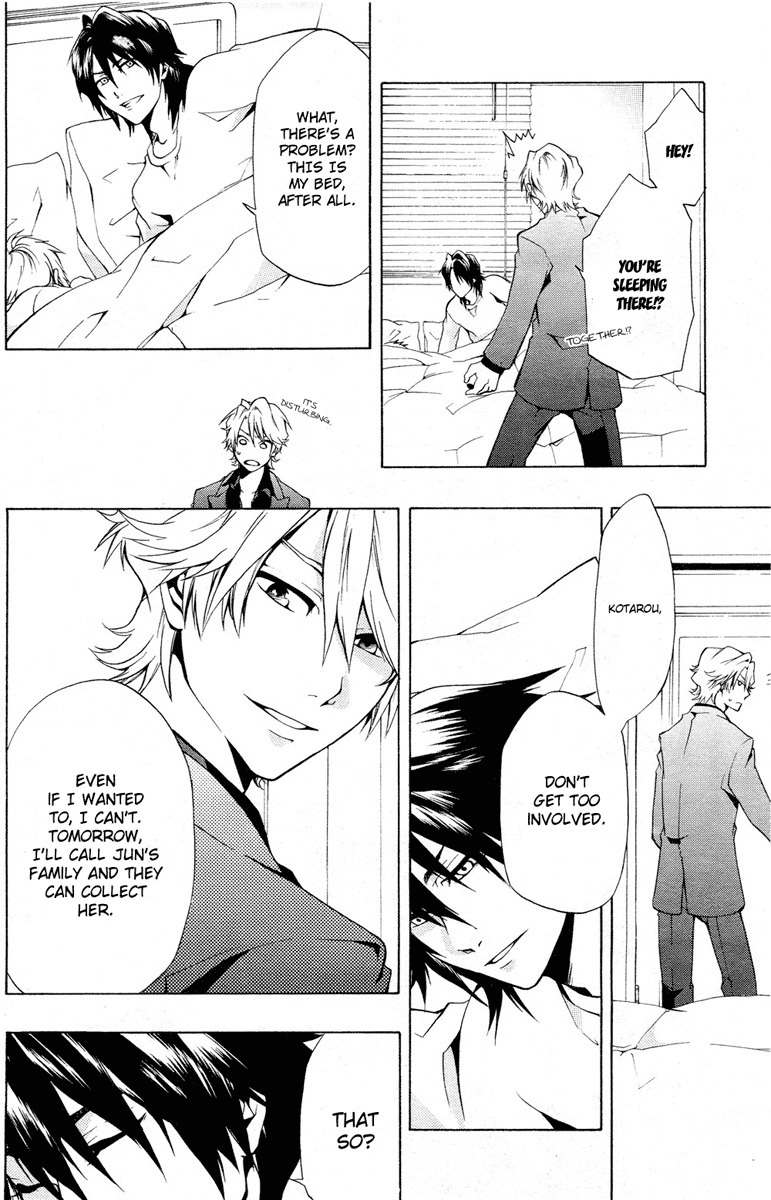 HEY!
YOU'RE
SLEEPING
THERE!?
TOGETHER!?
WHAT,
THERE'S A
PROBLEM?
THIS IS
MY BED,
AFTER ALL.
IT'S
DISTURBING.
KOTAROU,
DON'T
GET TOO
INVOLVED.
EVEN
IF I WANTED
TO, I CAN'T.
TOMORROW,
I'LL CALL JUN'S
FAMILY AND THEY
CAN COLLECT
HER.
THAT
SO?